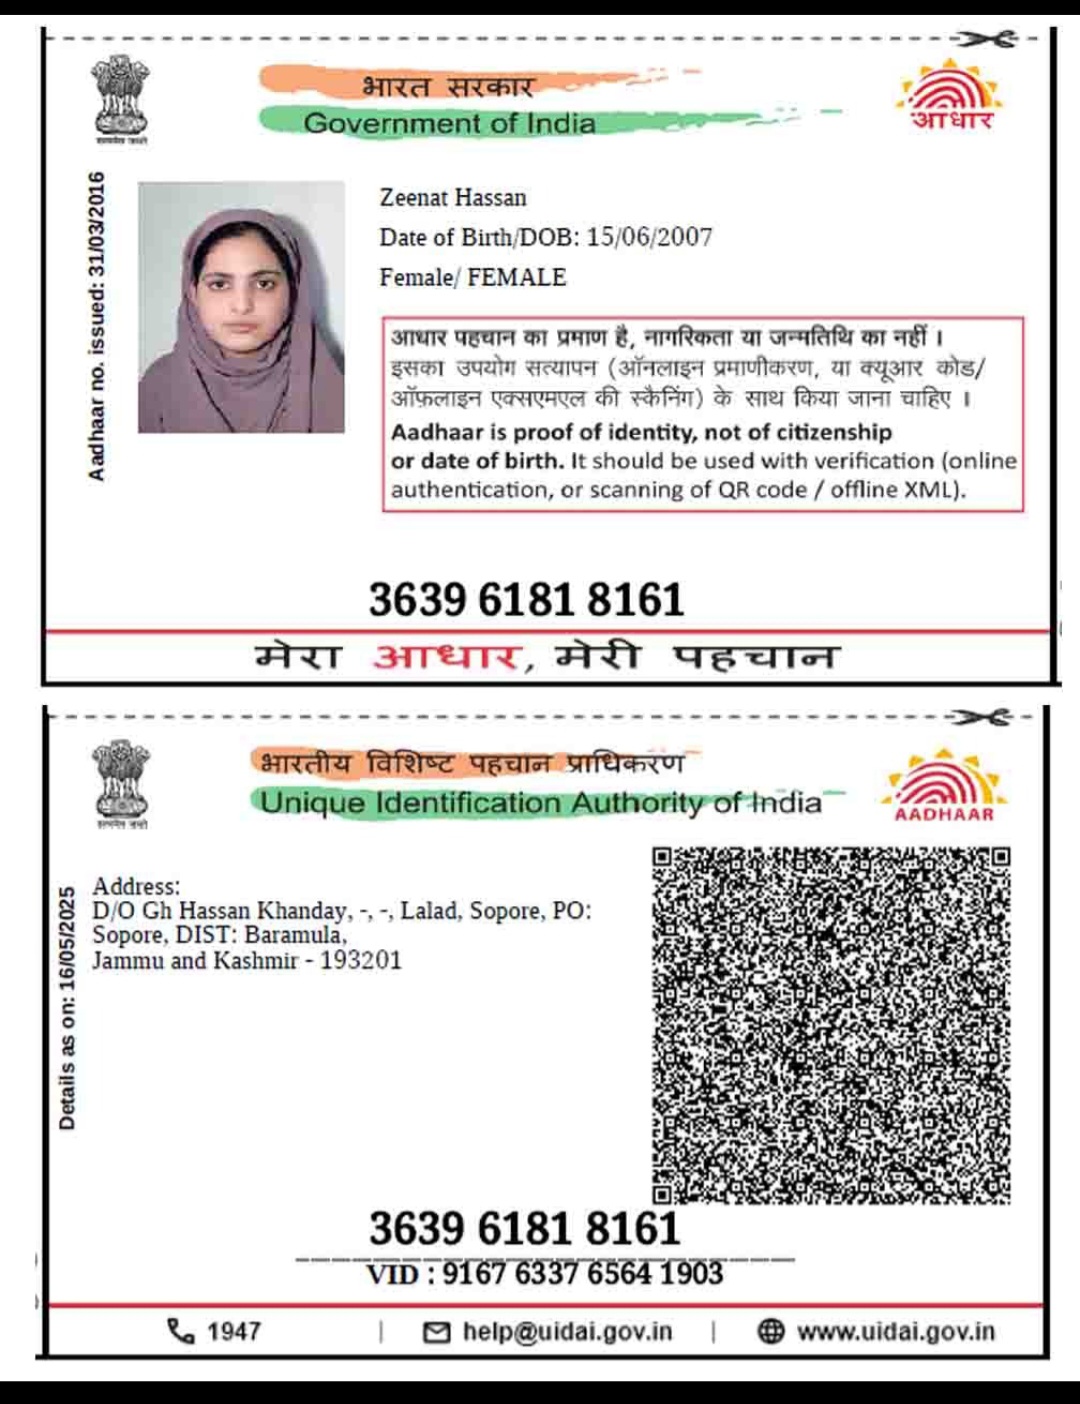 भारत सरकार
Government of India
सत्यमेव जयते
आधार
Aadhaar no. issued: 31/03/2016
Zeenat Hassan
Date of Birth/DOB: 15/06/2007
Female/ FEMALE
आधार पहचान का प्रमाण है, नागरिकता या जन्मतिथि का नहीं ।
इसका उपयोग सत्यापन (ऑनलाइन प्रमाणीकरण, या क्यूआर कोड/
ऑफ़लाइन एक्सएमएल की स्कैनिंग) के साथ किया जाना चाहिए ।
Aadhaar is proof of identity, not of citizenship
or date of birth. It should be used with verification (online
authentication, or scanning of QR code / offline XML).
3639 6181 8161
मेरा आधार, मेरी पहचान
भारतीय विशिष्ट पहचान प्राधिकरण
Unique Identification Authority of India
सत्यमेव जयते
AADHAAR
Details as on: 16/05/2025
Address:
D/O Gh Hassan Khanday, -, -, Lalad, Sopore, PO:
Sopore, DIST: Baramula,
Jammu and Kashmir - 193201
3639 6181 8161
VID : 9167 6337 6564 1903
1947 | help@uidai.gov.in | www.uidai.gov.in